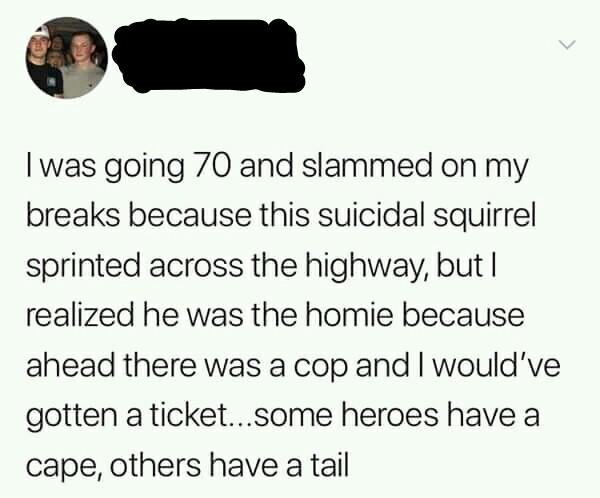 I was going 70 and slammed on my
breaks because this suicidal squirrel
sprinted across the highway, but I
realized he was the homie because
ahead there was a cop and I would've
gotten a ticket...some heroes have a
cape, others have a tail